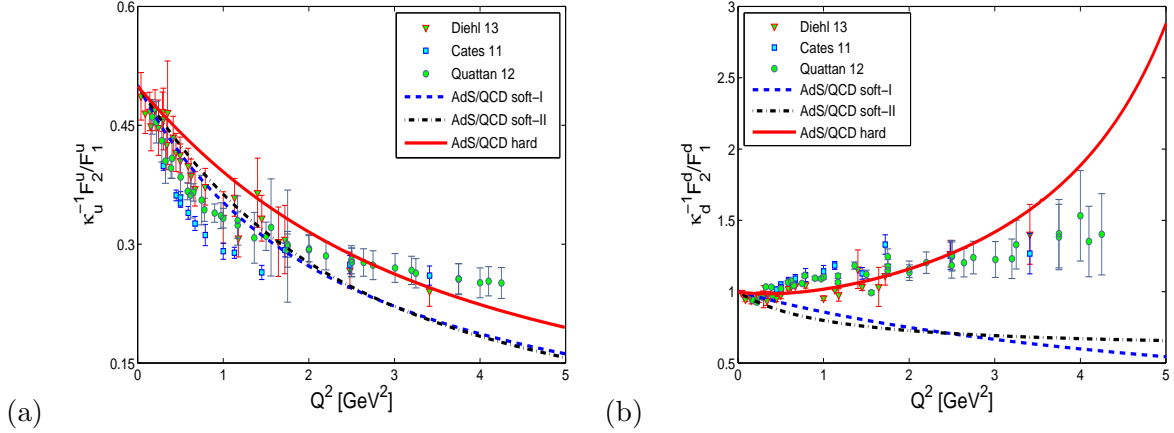 0.6
0.45
0.3
0.15
0
1
2
3
4
5
κ_u^{-1}F_2^u/F_1^u
Q^2 [GeV^2]
Diehl 13
Cates 11
Quattan 12
AdS/QCD soft−I
AdS/QCD soft−II
AdS/QCD hard
(a)
3
2.5
2
1.5
1
0.5
0
1
2
3
4
5
κ_d^{-1}F_2^d/F_1^d
Q^2 [GeV^2]
Diehl 13
Cates 11
Quattan 12
AdS/QCD soft−I
AdS/QCD soft−II
AdS/QCD hard
(b)